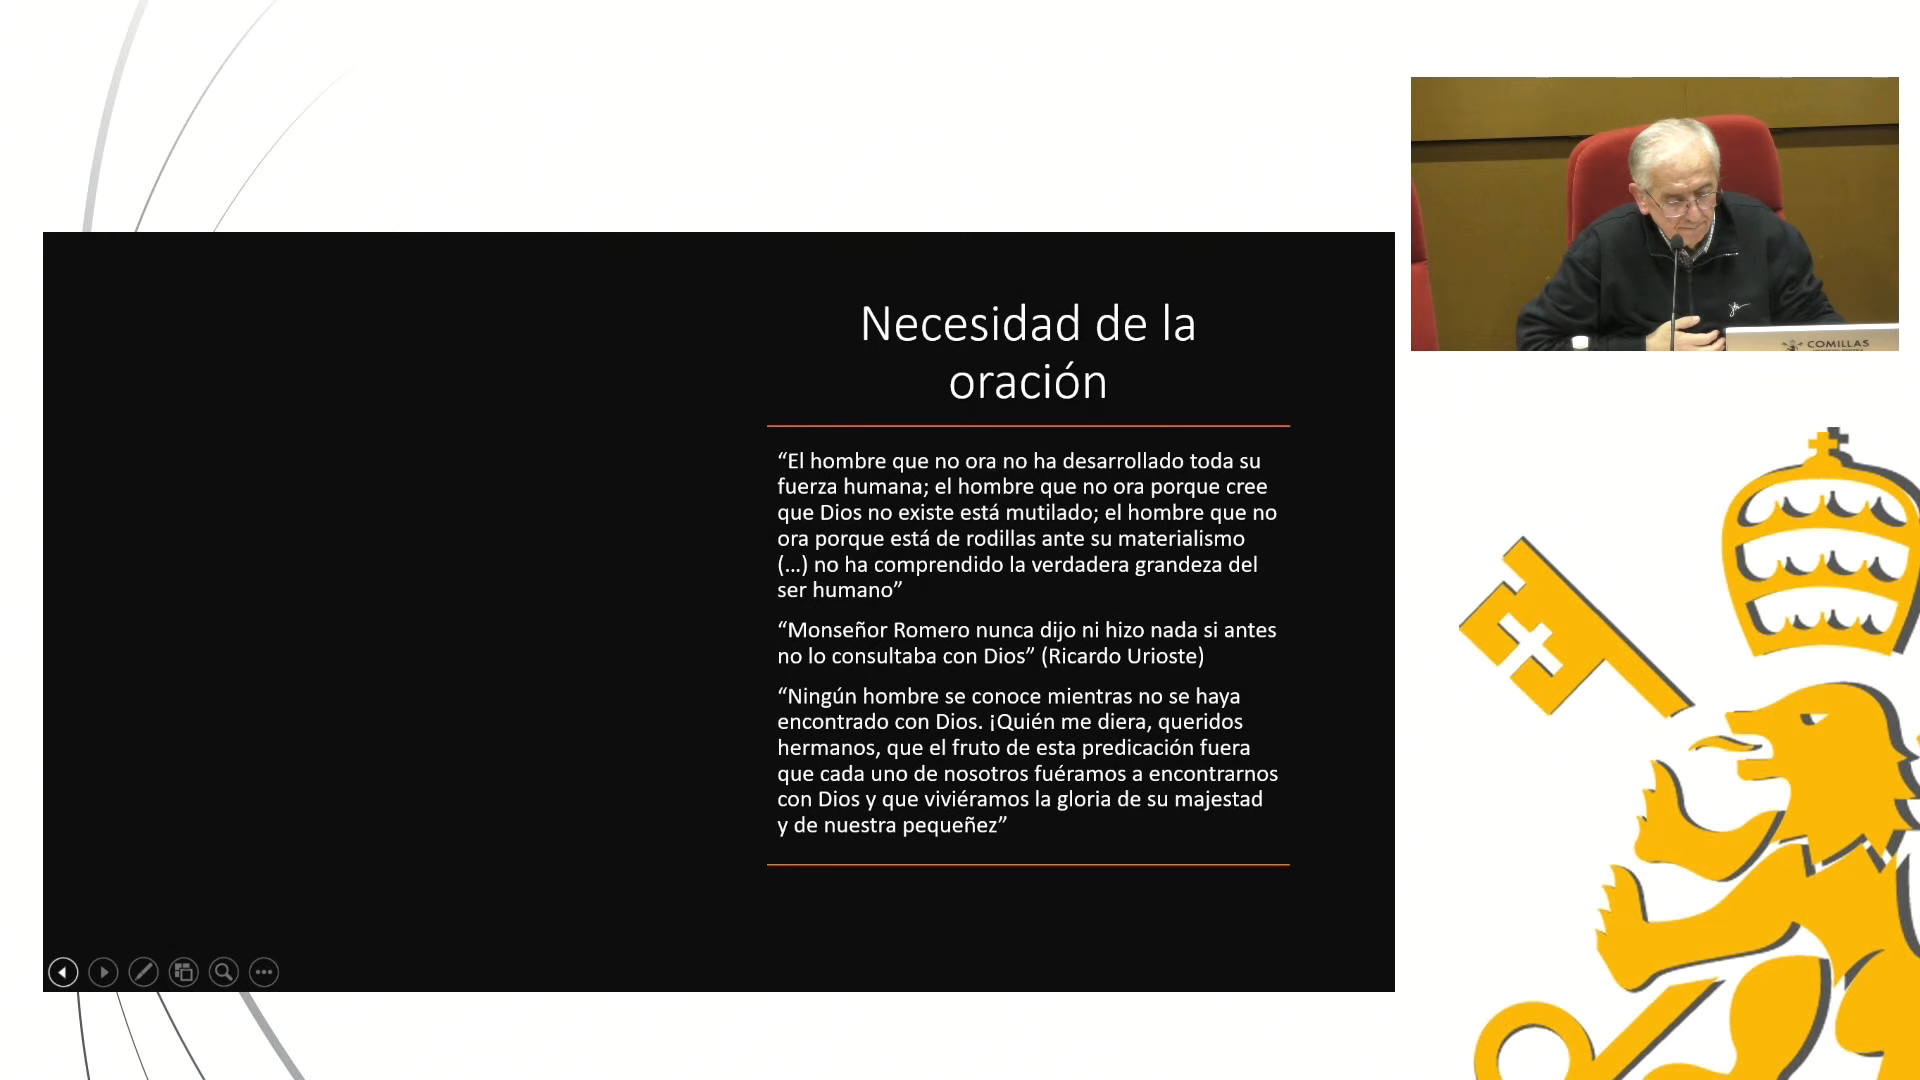 Necesidad de la
oración
“El hombre que no ora no ha desarrollado toda su
fuerza humana; el hombre que no ora porque cree
que Dios no existe está mutilado; el hombre que no
ora porque está de rodillas ante su materialismo
(…) no ha comprendido la verdadera grandeza del
ser humano”
“Monseñor Romero nunca dijo ni hizo nada si antes
no lo consultaba con Dios” (Ricardo Urioste)
“Ningún hombre se conoce mientras no se haya
encontrado con Dios. ¡Quién me diera, queridos
hermanos, que el fruto de esta predicación fuera
que cada uno de nosotros fuéramos a encontrarnos
con Dios y que viviéramos la gloria de su majestad
y de nuestra pequeñez”
COMILLAS